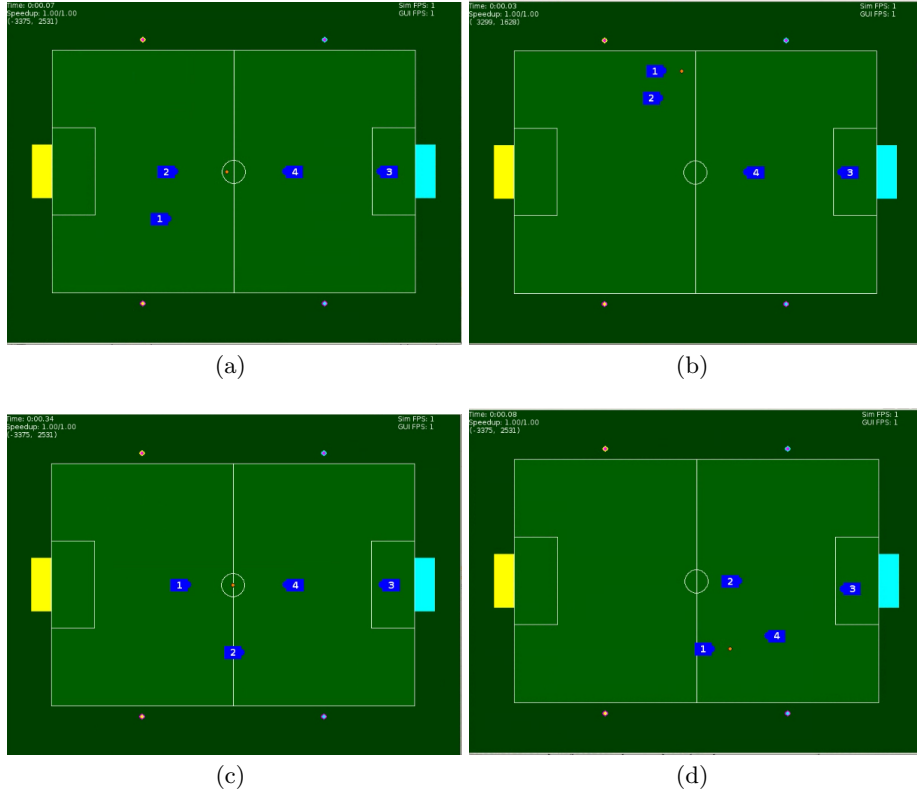 Time: 0:00.07
Speedup: 1.00/1.00
(-3375, 2531)
Sim FPS: 1
GUI FPS: 1
2
4
3
1
(a)
Time: 0:00.03
Speedup: 1.00/1.00
( 3299, 1628)
Sim FPS: 1
GUI FPS: 1
1
2
4
3
(b)
Time: 0:00.34
Speedup: 1.00/1.00
(-3375, 2531)
Sim FPS: 1
GUI FPS: 1
1
4
3
2
(c)
Time: 0:00.08
Speedup: 1.00/1.00
(-3375, 2531)
Sim FPS: 1
GUI FPS: 1
2
3
4
1
(d)